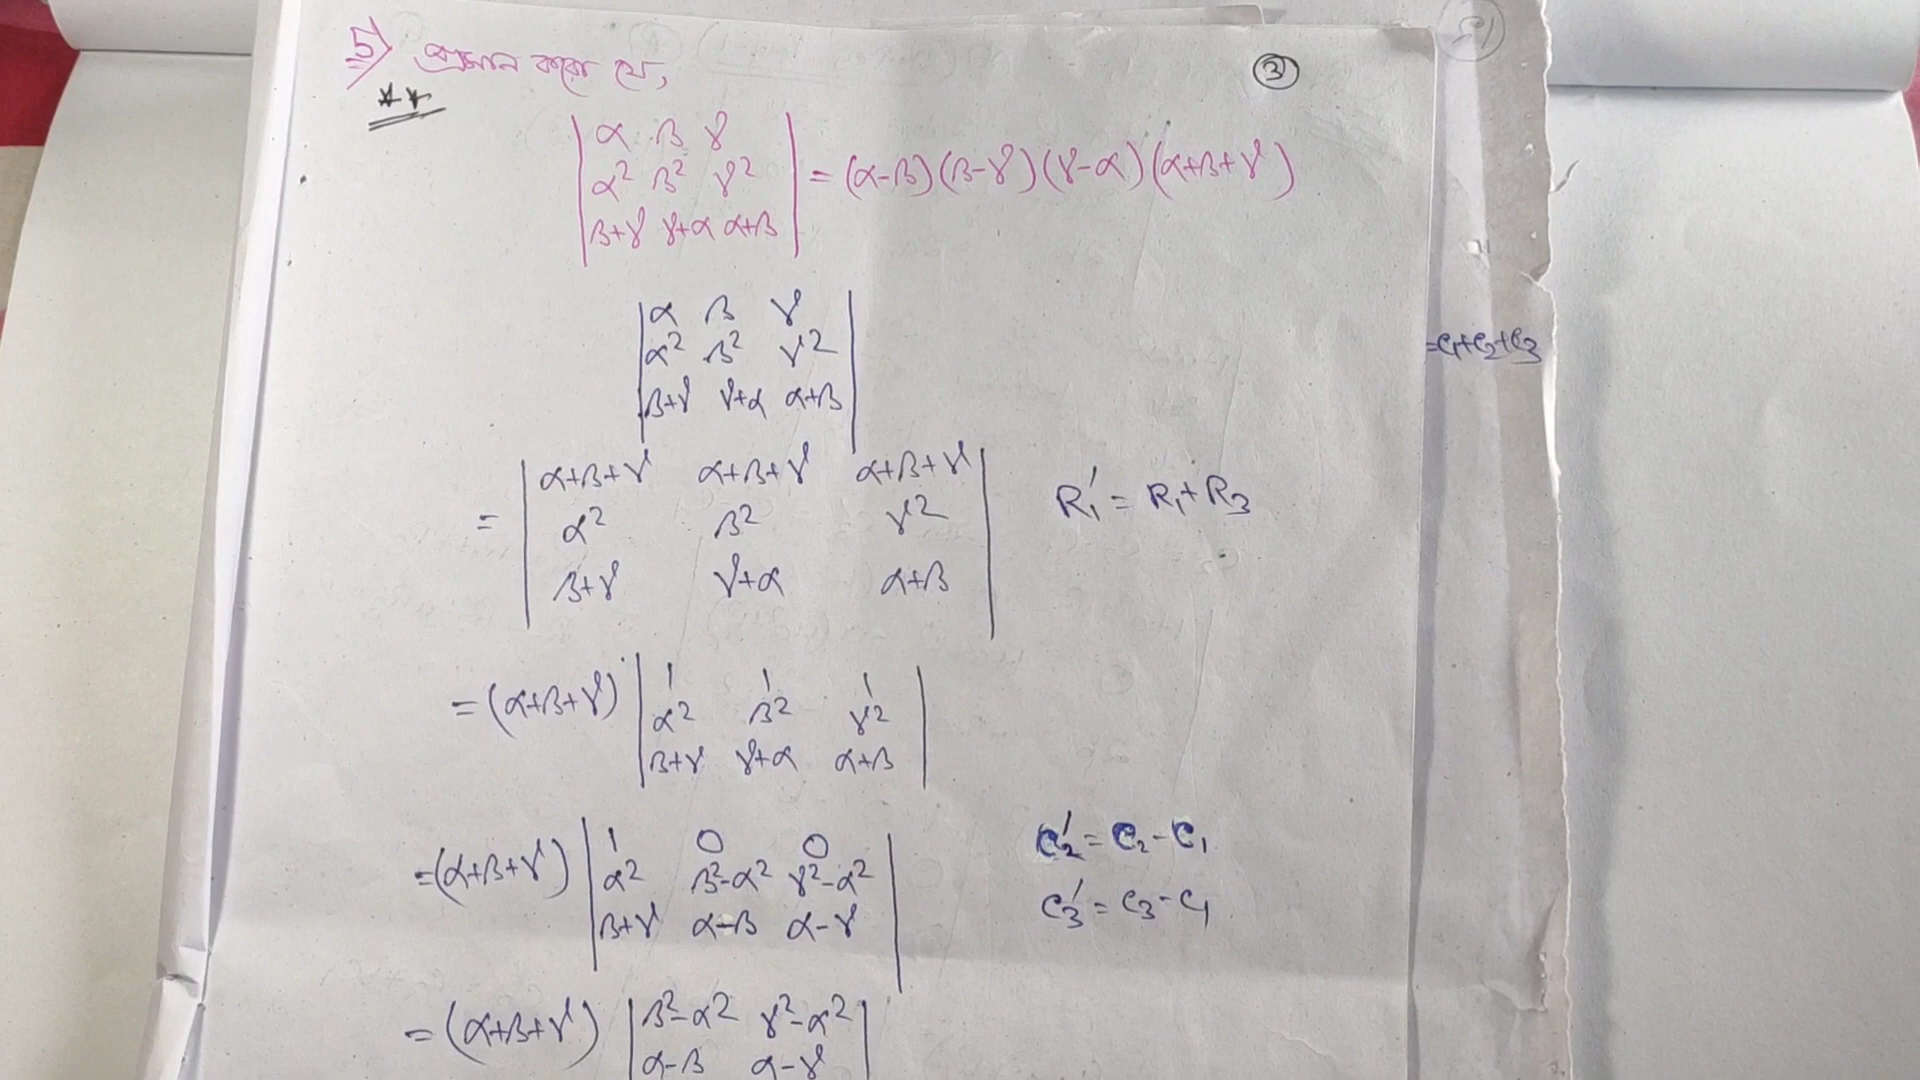 5) প্রমাণ করো যে,
3
| α β γ |
| α² β² γ² | = (α-β)(β-γ)(γ-α)(α+β+γ)
| β+γ γ+α α+β |
| α β γ |
| α² β² γ² |
| β+γ γ+α α+β |
=C₁+C₂+C₃
| α+β+γ α+β+γ α+β+γ |
= | α² β² γ² | R₁' = R₁+R₃
| β+γ γ+α α+β |
| 1 1 1 |
= (α+β+γ) | α² β² γ² |
| β+γ γ+α α+β |
| 1 0 0 | C₂' = C₂-C₁
=(α+β+γ) | α² β²-α² γ²-α² |
| β+γ α-β α-γ | C₃' = C₃-C₁
= (α+β+γ) | β²-α² γ²-α² |
| α-β α-γ |